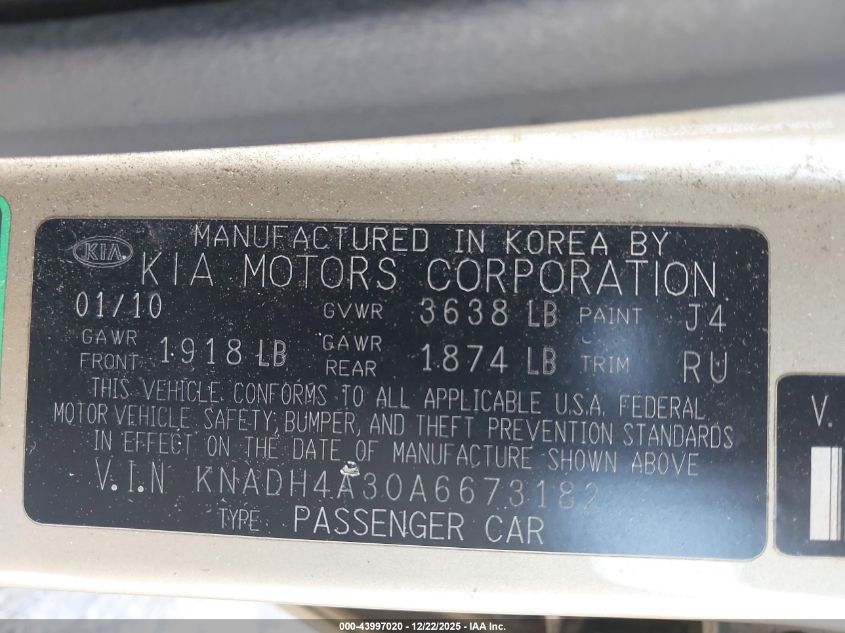 KIA
MANUFACTURED IN KOREA BY
KIA MOTORS CORPORATION
01/10 GVWR 3638 LB PAINT J4
GAWR FRONT 1918 LB GAWR REAR 1874 LB TRIM RU
THIS VEHICLE CONFORMS TO ALL APPLICABLE U.S.A. FEDERAL
MOTOR VEHICLE SAFETY, BUMPER, AND THEFT PREVENTION STANDARDS
IN EFFECT ON THE DATE OF MANUFACTURE SHOWN ABOVE
V.I.N KNADH4A30A6673182
TYPE: PASSENGER CAR
V.
000-43997020 - 12/22/2025 - IAA Inc.